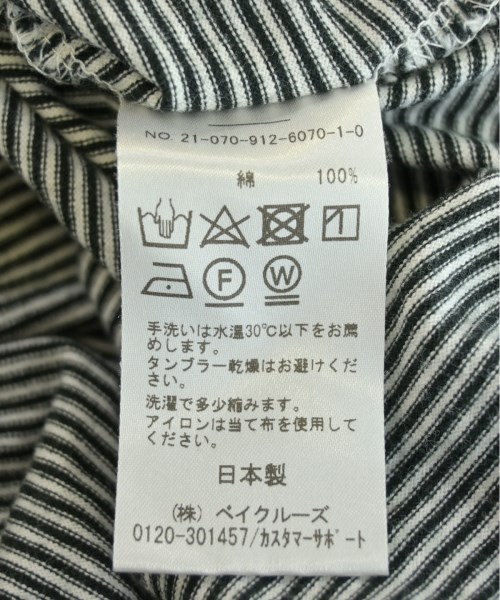 NO. 21-070-912-6070-1-0
綿 100%
F W
手洗いは水温30℃以下をお薦
めします。
タンブラー乾燥はお避けくださ
い。
洗濯で多少縮みます。
アイロンは当て布を使用して
ください。
日本製
(株) ベイクルーズ
0120-301457/カスタマーサポート